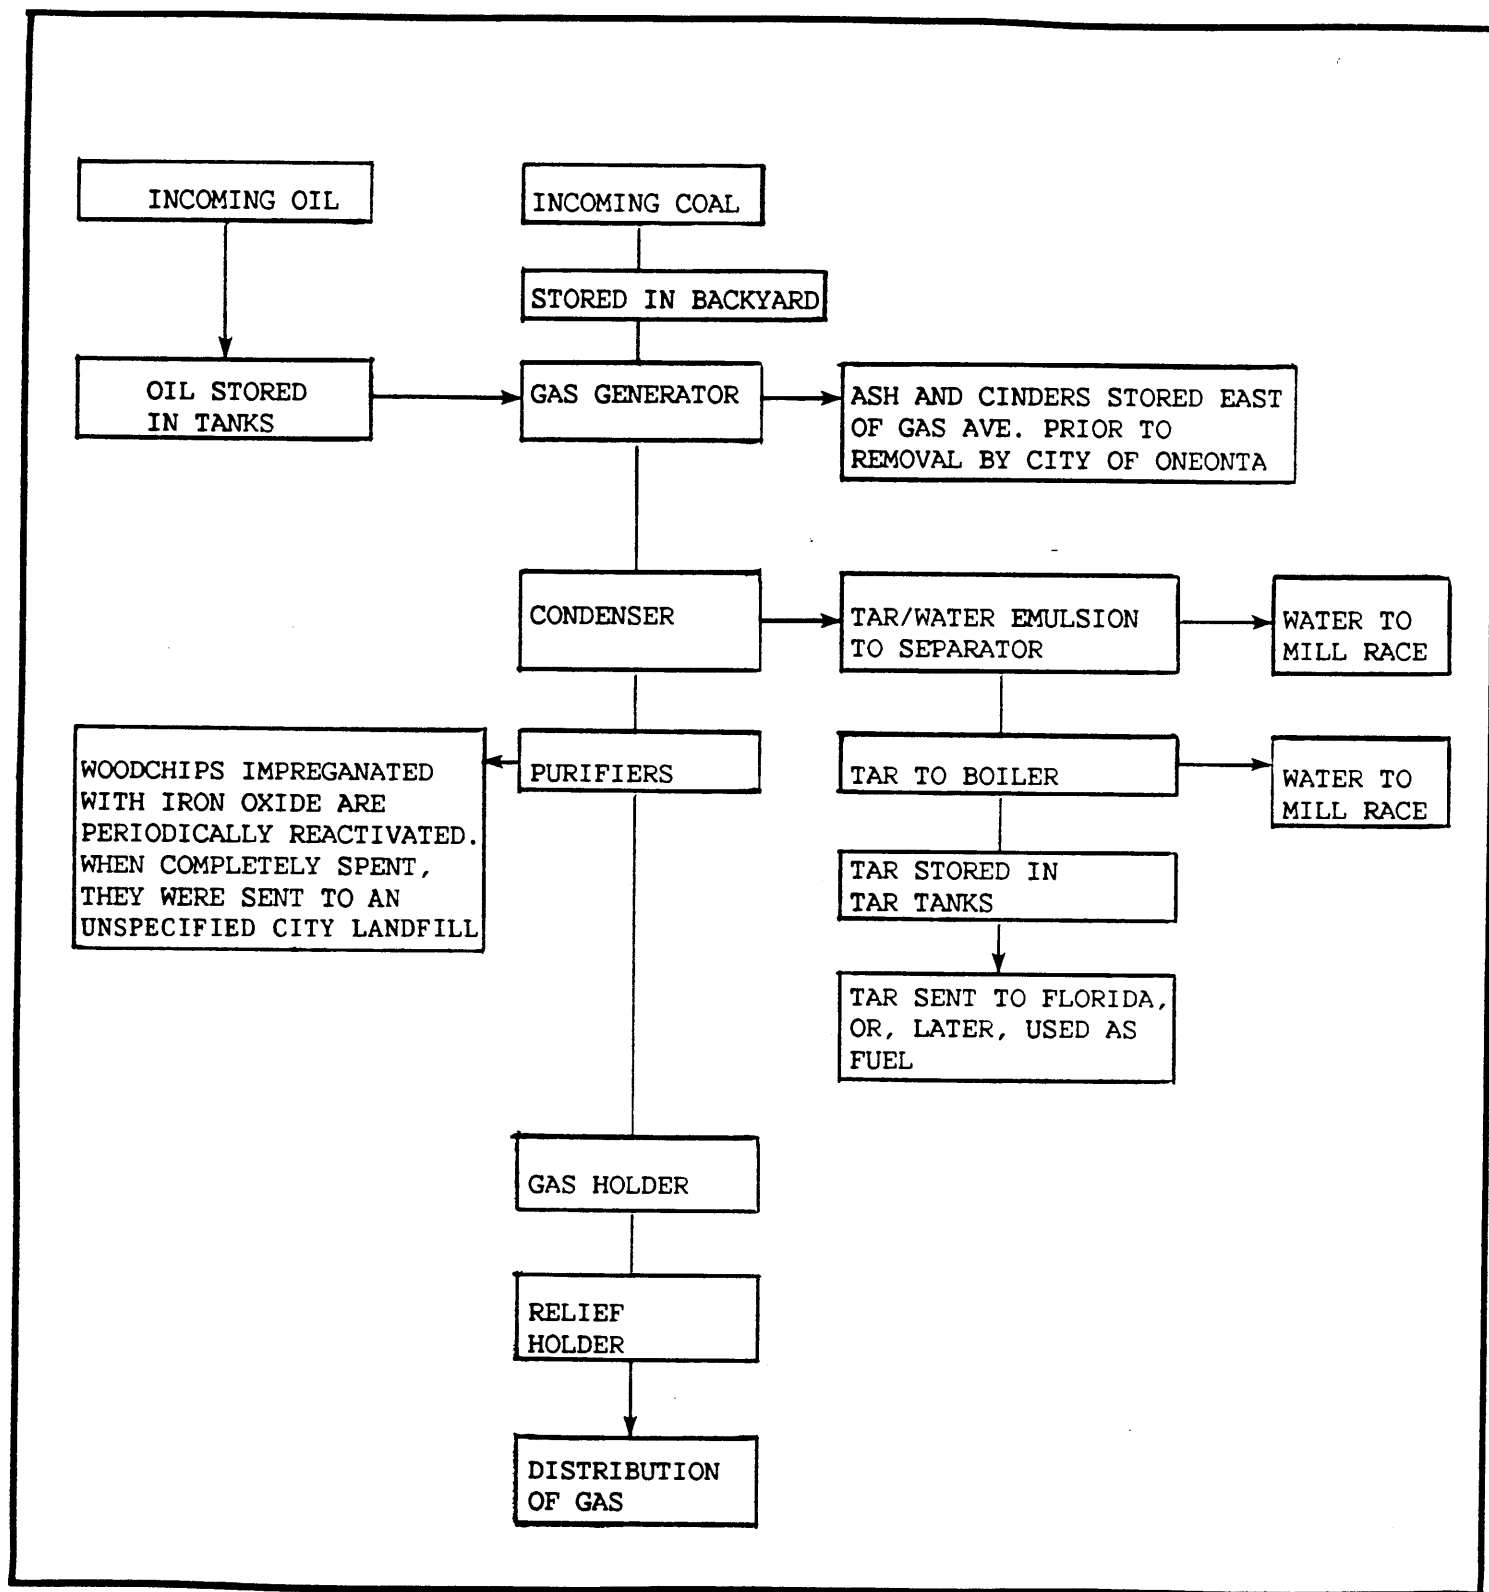 INCOMING OIL
INCOMING COAL
STORED IN BACKYARD
OIL STORED
IN TANKS
GAS GENERATOR
ASH AND CINDERS STORED EAST
OF GAS AVE. PRIOR TO
REMOVAL BY CITY OF ONEONTA
CONDENSER
TAR/WATER EMULSION
TO SEPARATOR
WATER TO
MILL RACE
WOODCHIPS IMPREGANATED
WITH IRON OXIDE ARE
PERIODICALLY REACTIVATED.
WHEN COMPLETELY SPENT,
THEY WERE SENT TO AN
UNSPECIFIED CITY LANDFILL
PURIFIERS
TAR TO BOILER
WATER TO
MILL RACE
TAR STORED IN
TAR TANKS
TAR SENT TO FLORIDA,
OR, LATER, USED AS
FUEL
GAS HOLDER
RELIEF
HOLDER
DISTRIBUTION
OF GAS